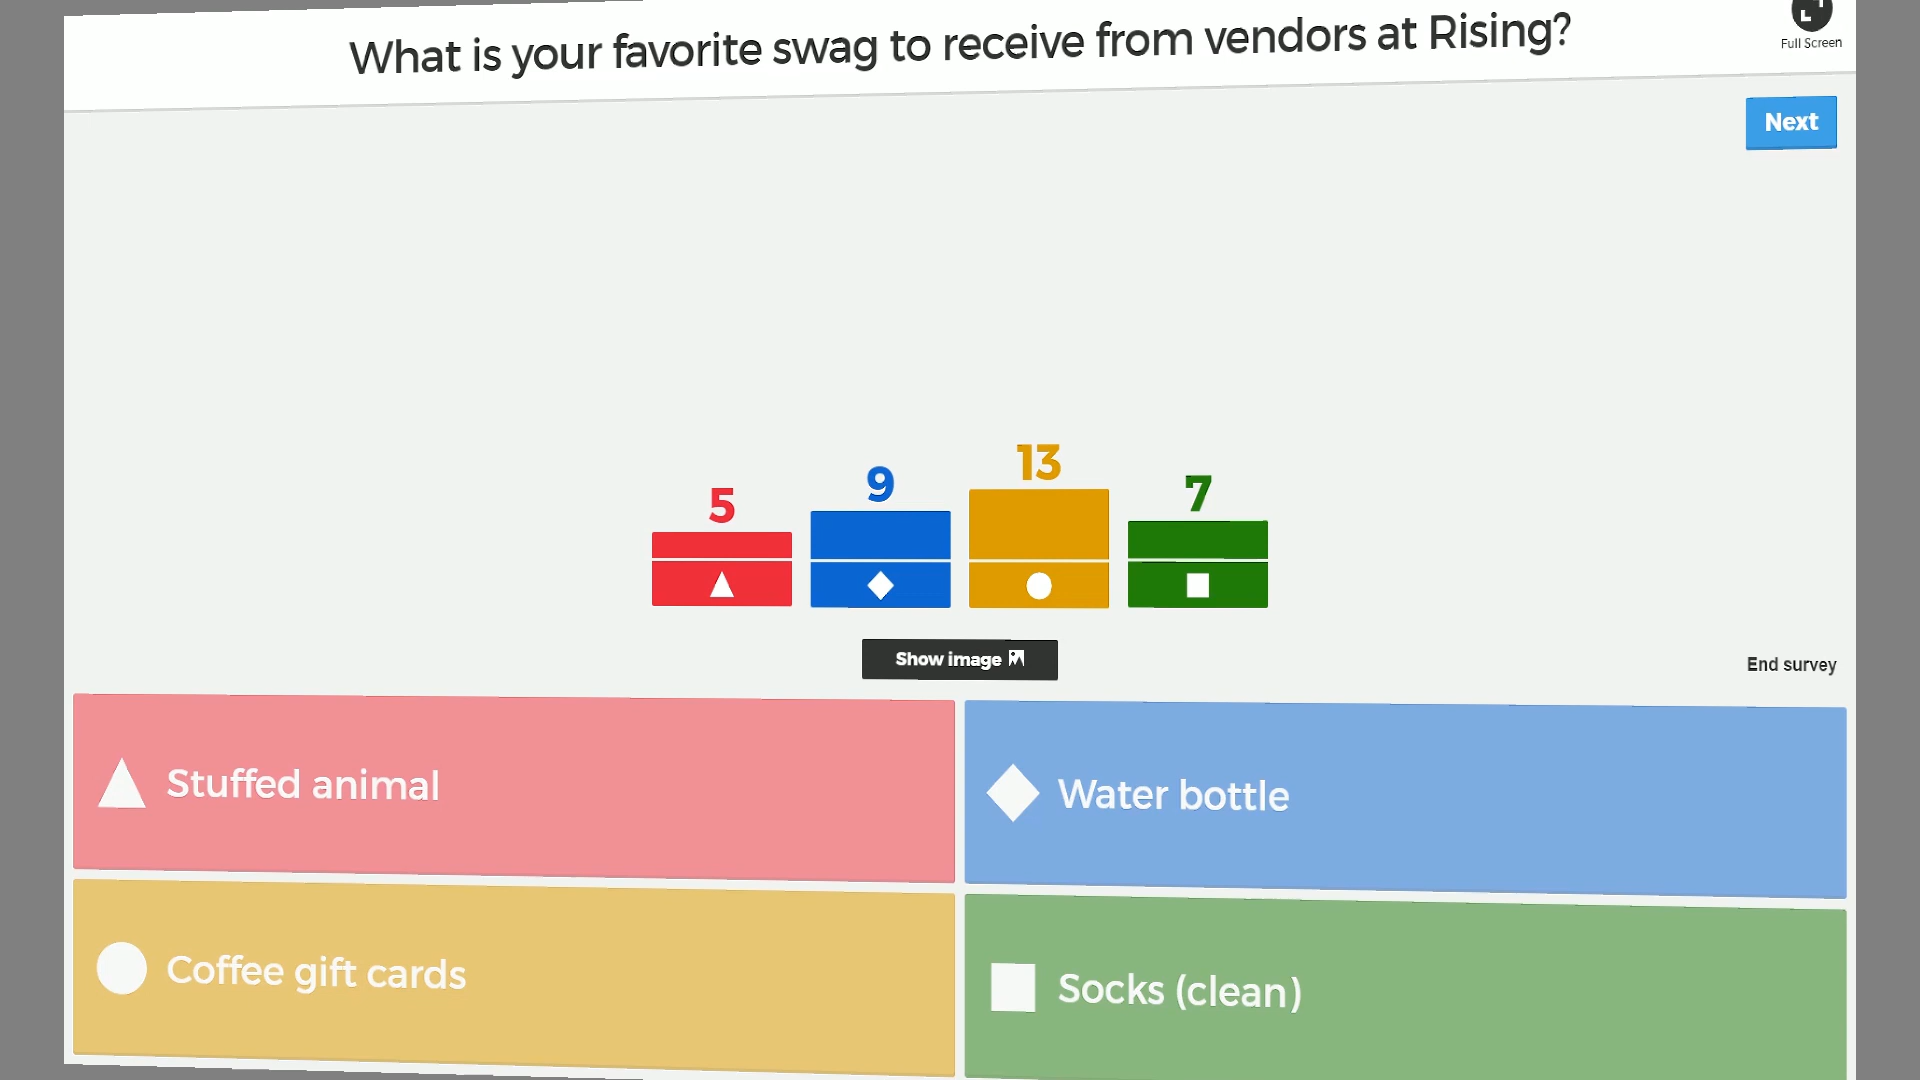 What is your favorite swag to receive from vendors at Rising?
Full Screen
Next
5
9
13
7
Show image
End survey
Stuffed animal
Water bottle
Coffee gift cards
Socks (clean)